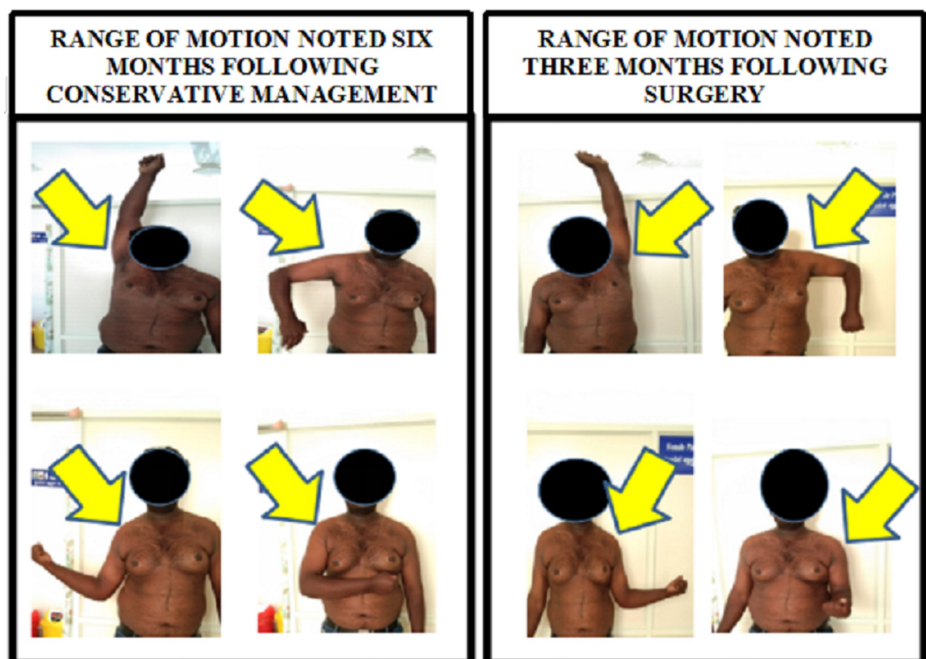 RANGE OF MOTION NOTED SIX
MONTHS FOLLOWING
CONSERVATIVE MANAGEMENT
RANGE OF MOTION NOTED
THREE MONTHS FOLLOWING
SURGERY